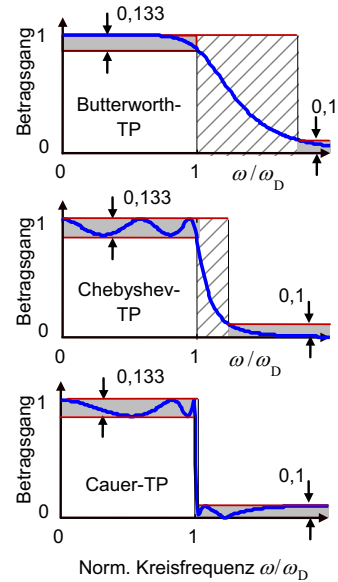 0,133
1
0,1
Betragsgang
Butterworth-
TP
0
0
1
ω/ω_D
0,133
1
Betragsgang
Chebyshev-
TP
0,1
0
0
1
ω/ω_D
0,133
1
Betragsgang
0,1
Cauer-TP
0
0
1
Norm. Kreisfrequenz ω/ω_D